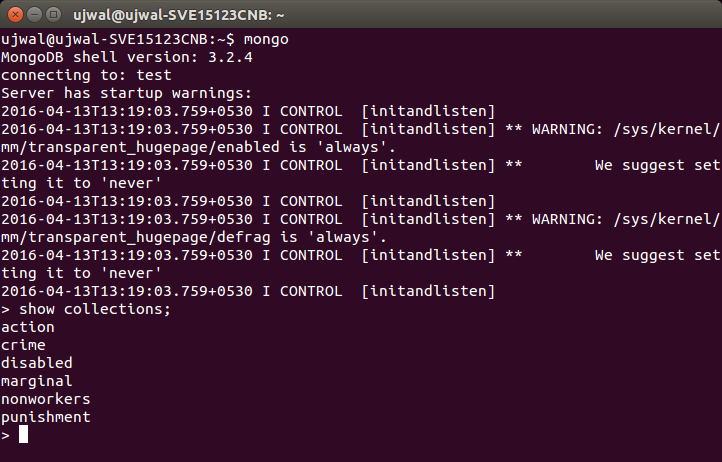 ujwal@ujwal-SVE15123CNB: ~
ujwal@ujwal-SVE15123CNB:~$ mongo
MongoDB shell version: 3.2.4
connecting to: test
Server has startup warnings:
2016-04-13T13:19:03.759+0530 I CONTROL  [initandlisten]
2016-04-13T13:19:03.759+0530 I CONTROL  [initandlisten] ** WARNING: /sys/kernel/
mm/transparent_hugepage/enabled is 'always'.
2016-04-13T13:19:03.759+0530 I CONTROL  [initandlisten] **        We suggest set
ting it to 'never'
2016-04-13T13:19:03.759+0530 I CONTROL  [initandlisten]
2016-04-13T13:19:03.759+0530 I CONTROL  [initandlisten] ** WARNING: /sys/kernel/
mm/transparent_hugepage/defrag is 'always'.
2016-04-13T13:19:03.759+0530 I CONTROL  [initandlisten] **        We suggest set
ting it to 'never'
2016-04-13T13:19:03.759+0530 I CONTROL  [initandlisten]
> show collections;
action
crime
disabled
marginal
nonworkers
punishment
>